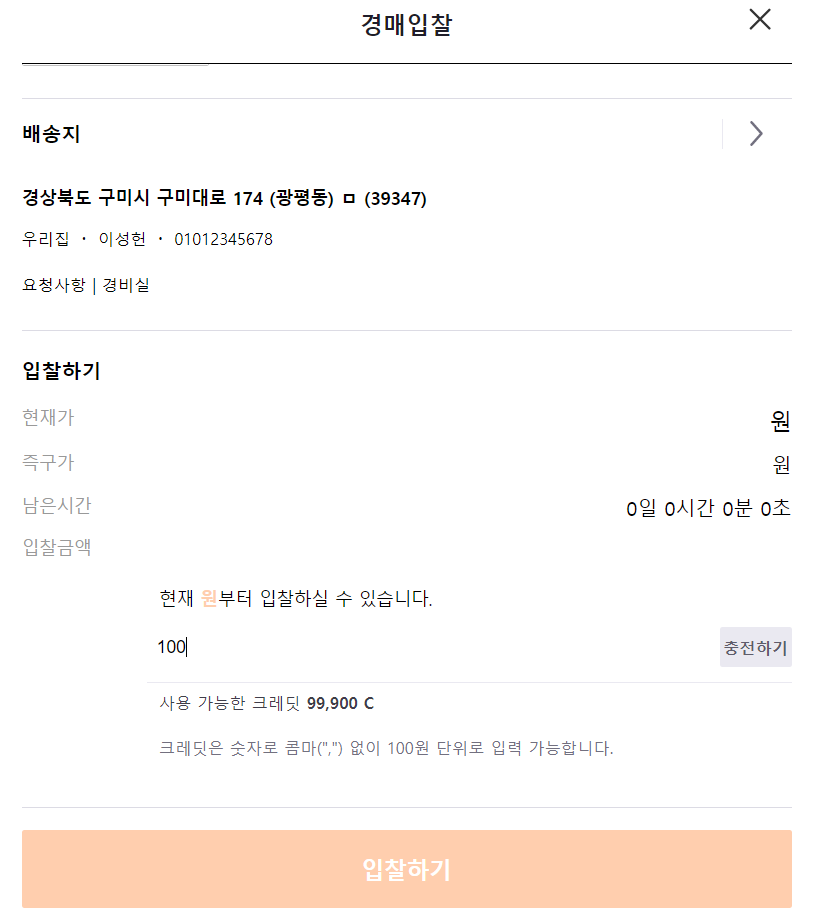 경매입찰
배송지
경상북도 구미시 구미대로 174 (광평동) ㅁ (39347)
우리집 · 이성헌 · 01012345678
요청사항 | 경비실
입찰하기
현재가 원
즉구가 원
남은시간 0일 0시간 0분 0초
입찰금액
현재 원부터 입찰하실 수 있습니다.
100 충전하기
사용 가능한 크레딧 99,900 C
크레딧은 숫자로 콤마(",") 없이 100원 단위로 입력 가능합니다.
입찰하기